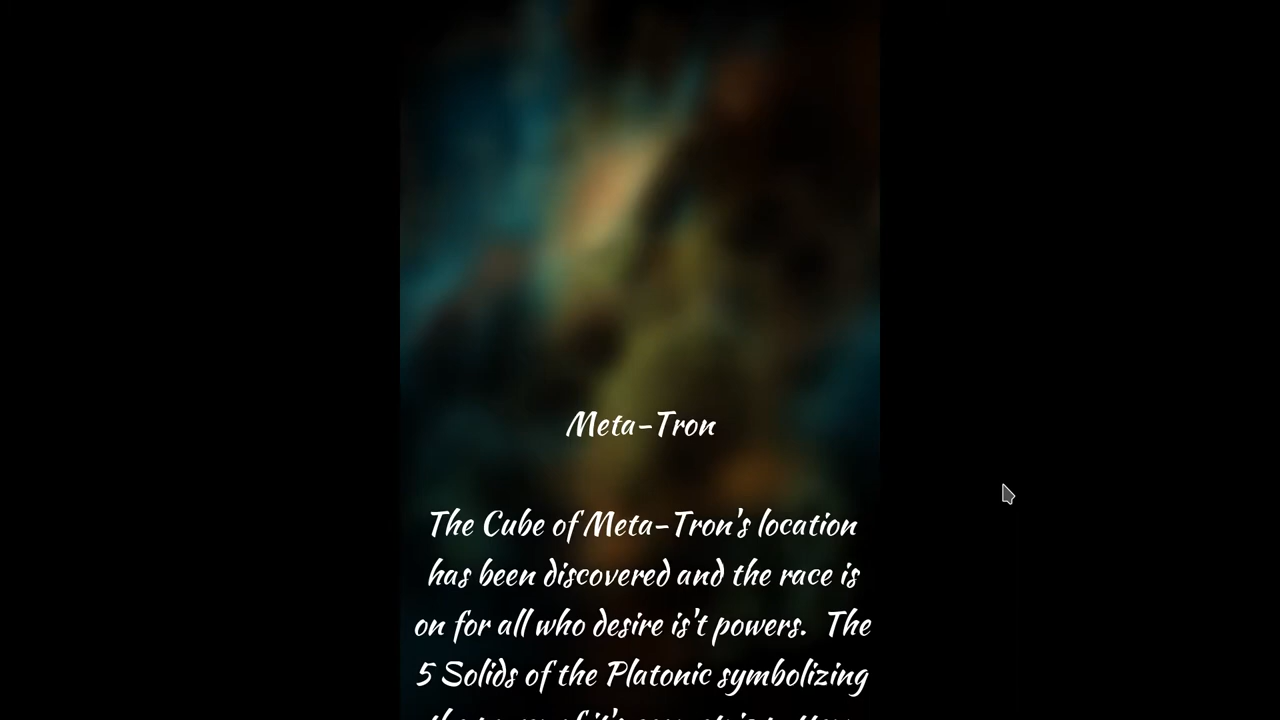 Meta-Tron
The Cube of Meta-Tron's location
has been discovered and the race is
on for all who desire is't powers. The
5 Solids of the Platonic symbolizing